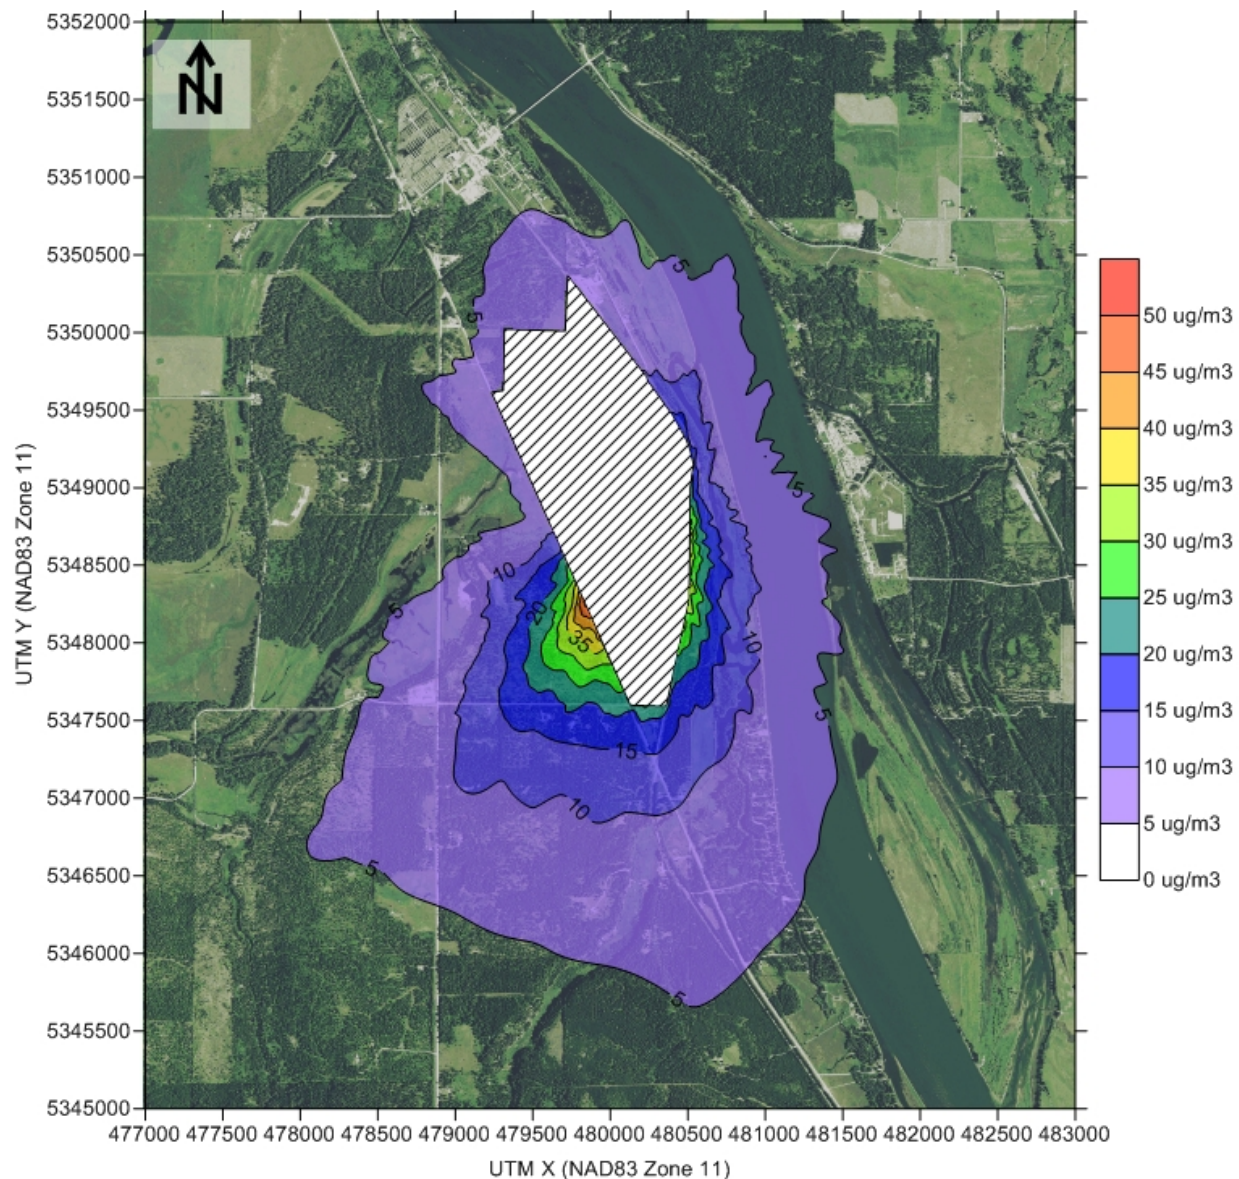 5352000
5351500
5351000
5350500
5350000
5349500
5349000
5348500
5348000
5347500
5347000
5346500
5346000
5345500
5345000
UTM Y (NAD83 Zone 11)
N
5
5
5
5
10
20
35
10
5
15
10
5
5
50 ug/m3
45 ug/m3
40 ug/m3
35 ug/m3
30 ug/m3
25 ug/m3
20 ug/m3
15 ug/m3
10 ug/m3
5 ug/m3
0 ug/m3
477000 477500 478000 478500 479000 479500 480000 480500 481000 481500 482000 482500 483000
UTM X (NAD83 Zone 11)